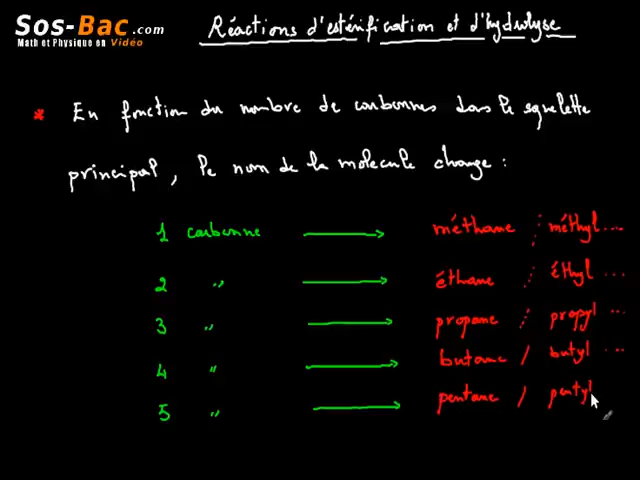 Sos-Bac.com
Math et Physique en Vidéo
Réactions d'estérification et d'hydrolyse
* En fonction du nombre de carbonnes dans le squelette
principal, le nom de la molecule change :
1 carbonne → méthane / méthyl ...
2 " → éthane / éthyl ...
3 " → propane / propyl ...
4 " → butane / butyl ...
5 " → pentane / pentyl